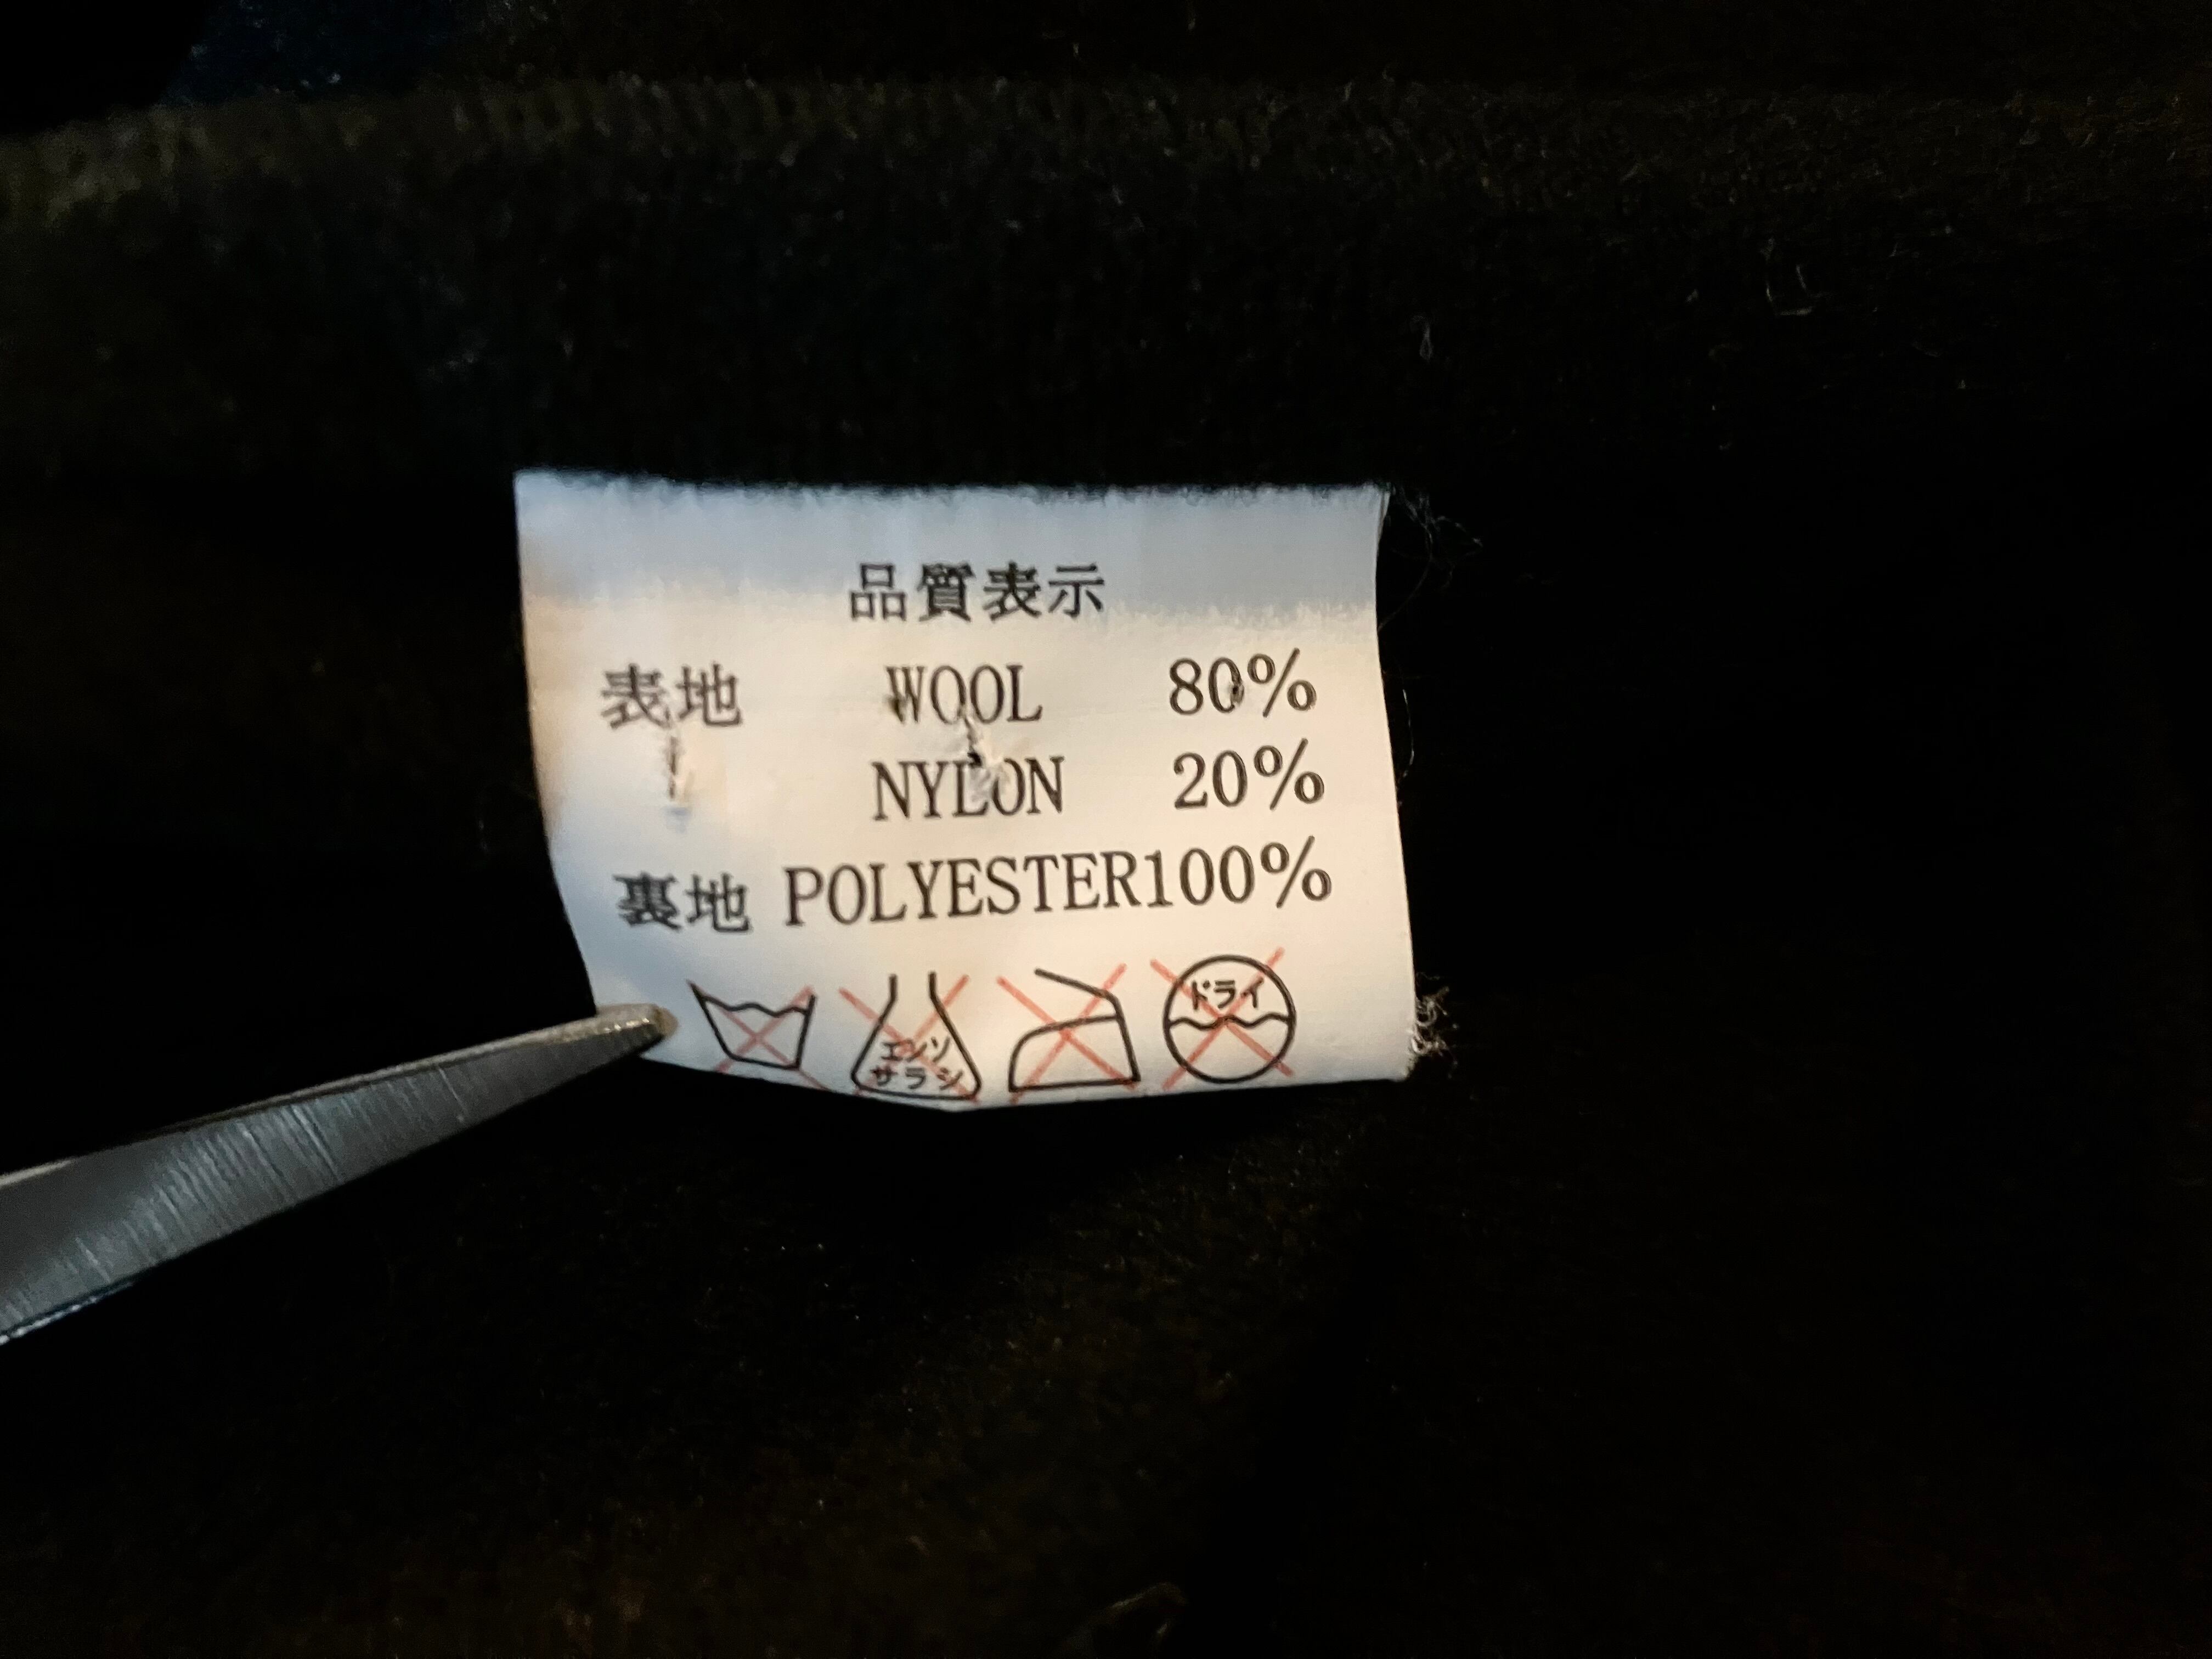 品質表示
表地 WOOL 80%
NYLON 20%
裏地 POLYESTER100%
エンソ
サラシ
ドライ